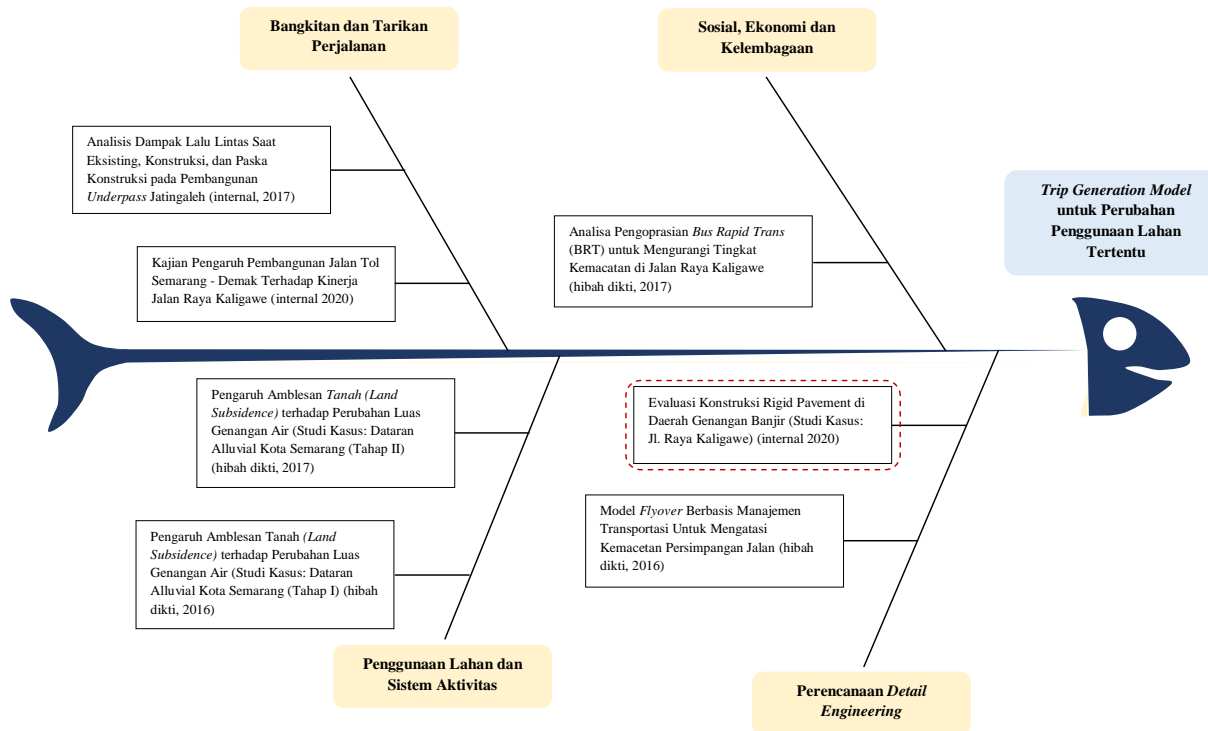 Bangkitan dan Tarikan
Perjalanan
Sosial, Ekonomi dan
Kelembagaan
Analisis Dampak Lalu Lintas Saat
Eksisting, Konstruksi, dan Paska
Konstruksi pada Pembangunan
Underpass Jatingaleh (internal, 2017)
Kajian Pengaruh Pembangunan Jalan Tol
Semarang - Demak Terhadap Kinerja
Jalan Raya Kaligawe (internal 2020)
Analisa Pengoprasian Bus Rapid Trans
(BRT) untuk Mengurangi Tingkat
Kemacatan di Jalan Raya Kaligawe
(hibah dikti, 2017)
Trip Generation Model
untuk Perubahan
Penggunaan Lahan
Tertentu
Pengaruh Amblesan Tanah (Land
Subsidence) terhadap Perubahan Luas
Genangan Air (Studi Kasus: Dataran
Alluvial Kota Semarang (Tahap II)
(hibah dikti, 2017)
Pengaruh Amblesan Tanah (Land
Subsidence) terhadap Perubahan Luas
Genangan Air (Studi Kasus: Dataran
Alluvial Kota Semarang (Tahap I) (hibah
dikti, 2016)
Evaluasi Konstruksi Rigid Pavement di
Daerah Genangan Banjir (Studi Kasus:
Jl. Raya Kaligawe) (internal 2020)
Model Flyover Berbasis Manajemen
Transportasi Untuk Mengatasi
Kemacetan Persimpangan Jalan (hibah
dikti, 2016)
Penggunaan Lahan dan
Sistem Aktivitas
Perencanaan Detail
Engineering